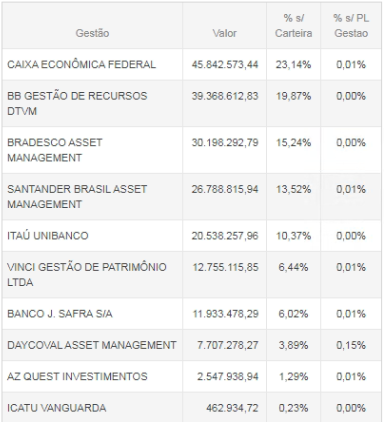 Gestão Valor % s/ Carteira % s/ PL Gestao
CAIXA ECONÔMICA FEDERAL 45.842.573,44 23,14% 0,01%
BB GESTÃO DE RECURSOS DTVM 39.368.612,83 19,87% 0,00%
BRADESCO ASSET MANAGEMENT 30.198.292,79 15,24% 0,00%
SANTANDER BRASIL ASSET MANAGEMENT 26.788.815,94 13,52% 0,01%
ITAÚ UNIBANCO 20.538.257,96 10,37% 0,00%
VINCI GESTÃO DE PATRIMÔNIO LTDA 12.755.115,85 6,44% 0,01%
BANCO J. SAFRA S/A 11.933.478,29 6,02% 0,01%
DAYCOVAL ASSET MANAGEMENT 7.707.278,27 3,89% 0,15%
AZ QUEST INVESTIMENTOS 2.547.938,94 1,29% 0,01%
ICATU VANGUARDA 462.934,72 0,23% 0,00%